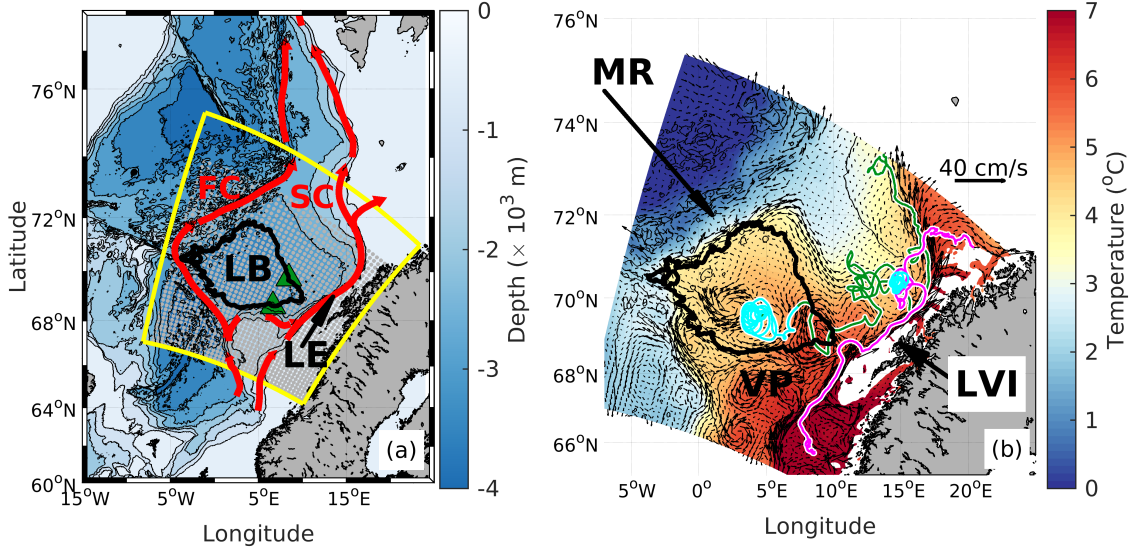 76°N
72°N
68°N
64°N
60°N
15°W
5°W
5°E
15°E
Latitude
Longitude
FC
SC
LB
LE
(a)
0
-1
-2
-3
-4
Depth (× 10³ m)
76°N
74°N
72°N
70°N
68°N
66°N
5°W
0°
5°E
10°E
15°E
20°E
Longitude
MR
40 cm/s
VP
LVI
(b)
7
6
5
4
3
2
1
0
Temperature (°C)